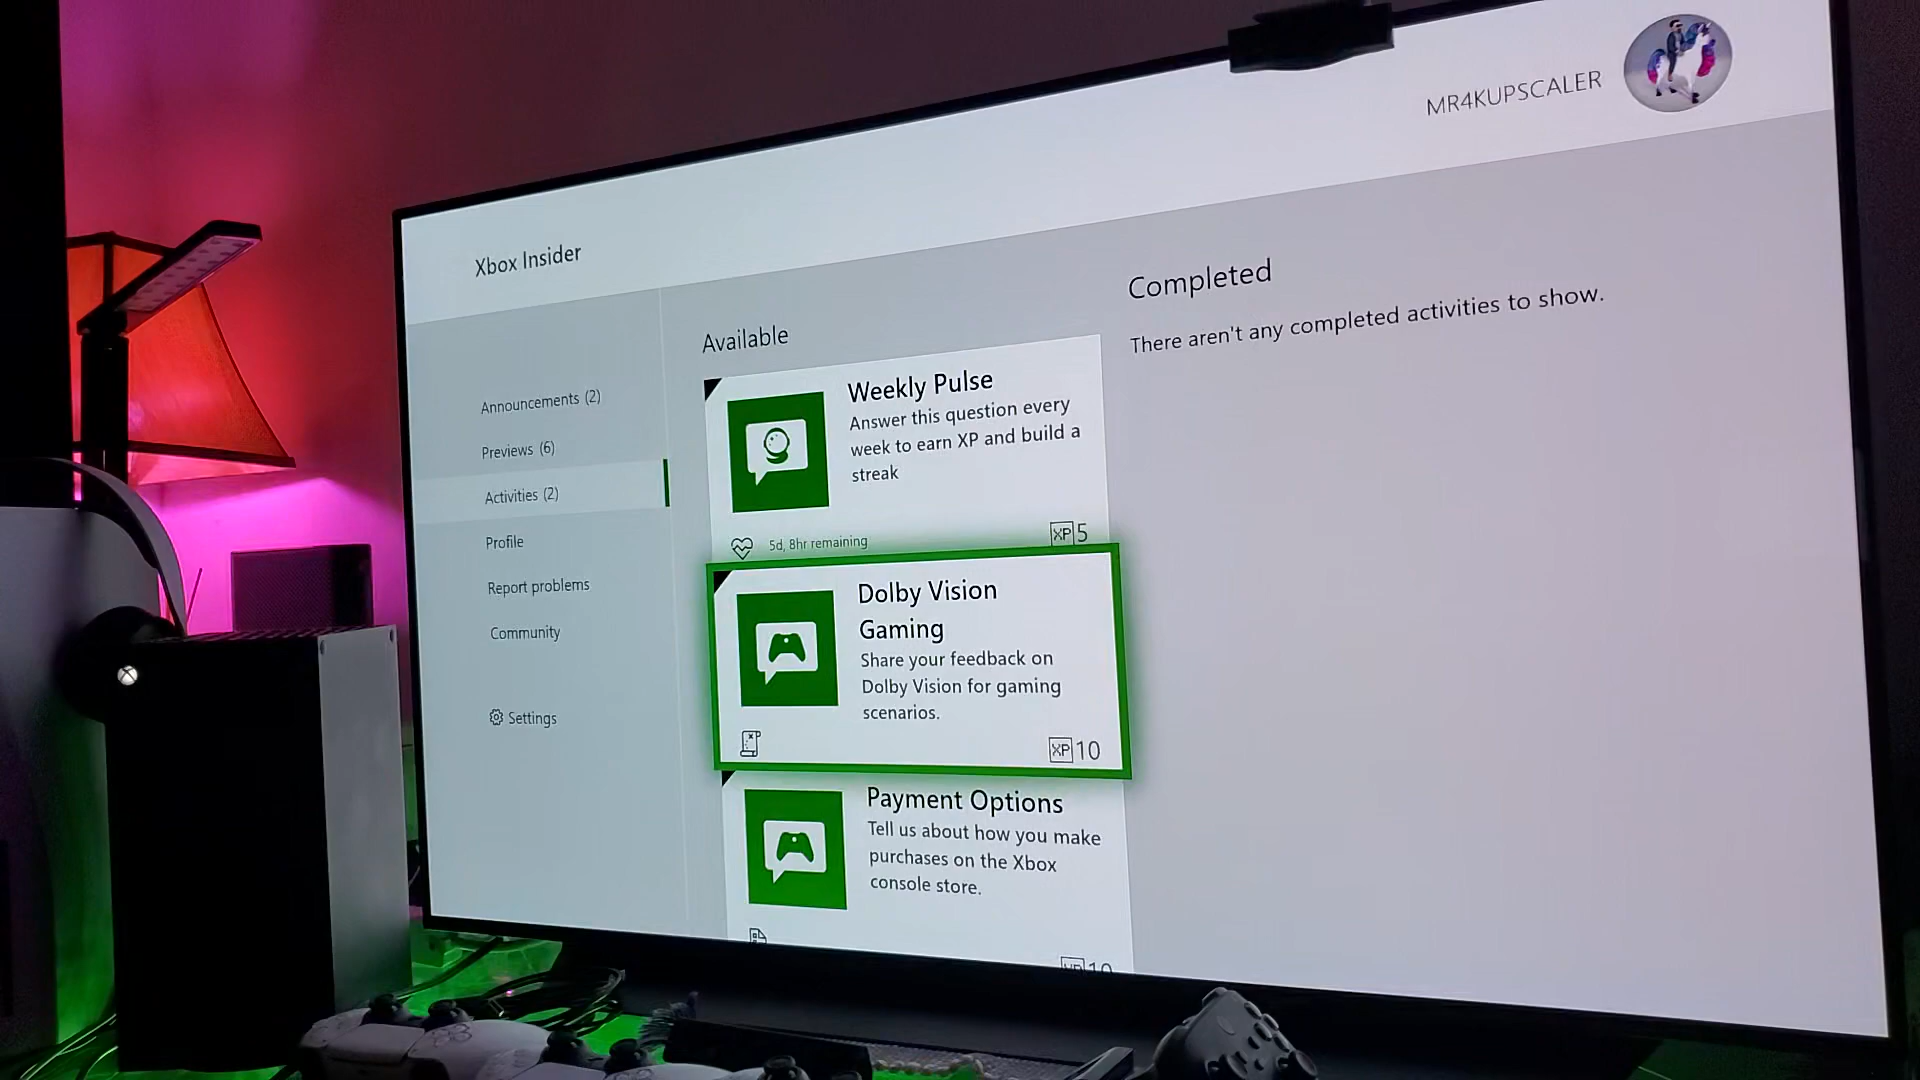 MR4KUPSCALER
Xbox Insider
Announcements (2)
Previews (6)
Activities (2)
Profile
Report problems
Community
Settings
Available
Weekly Pulse
Answer this question every
week to earn XP and build a
streak
5d, 8hr remaining
XP 5
Dolby Vision
Gaming
Share your feedback on
Dolby Vision for gaming
scenarios.
XP 10
Payment Options
Tell us about how you make
purchases on the Xbox
console store.
XP 10
Completed
There aren't any completed activities to show.